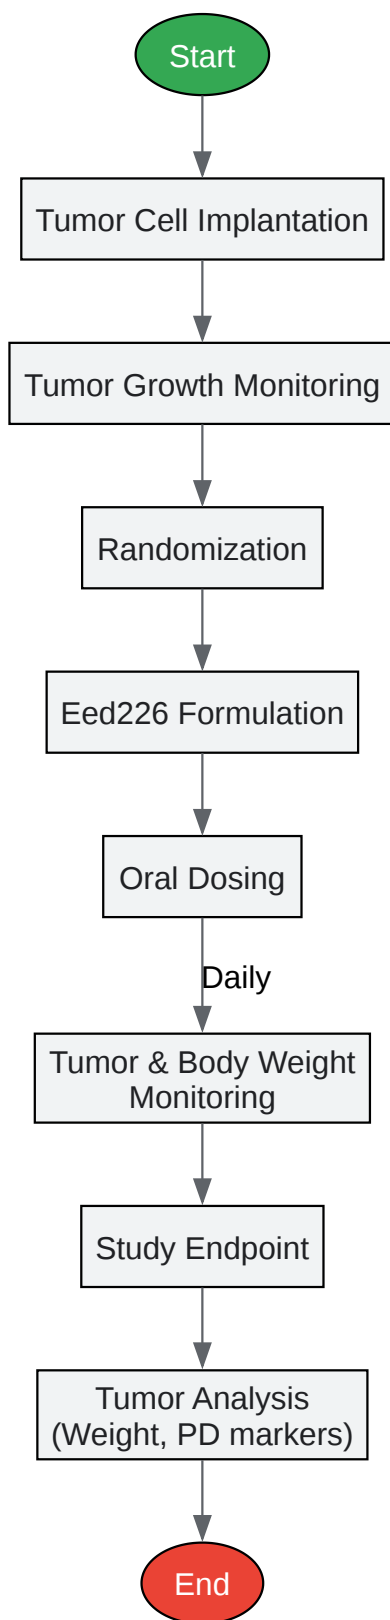 Start
Tumor Cell Implantation
Tumor Growth Monitoring
Randomization
Eed226 Formulation
Oral Dosing
Daily
Tumor & Body Weight
Monitoring
Study Endpoint
Tumor Analysis
(Weight, PD markers)
End